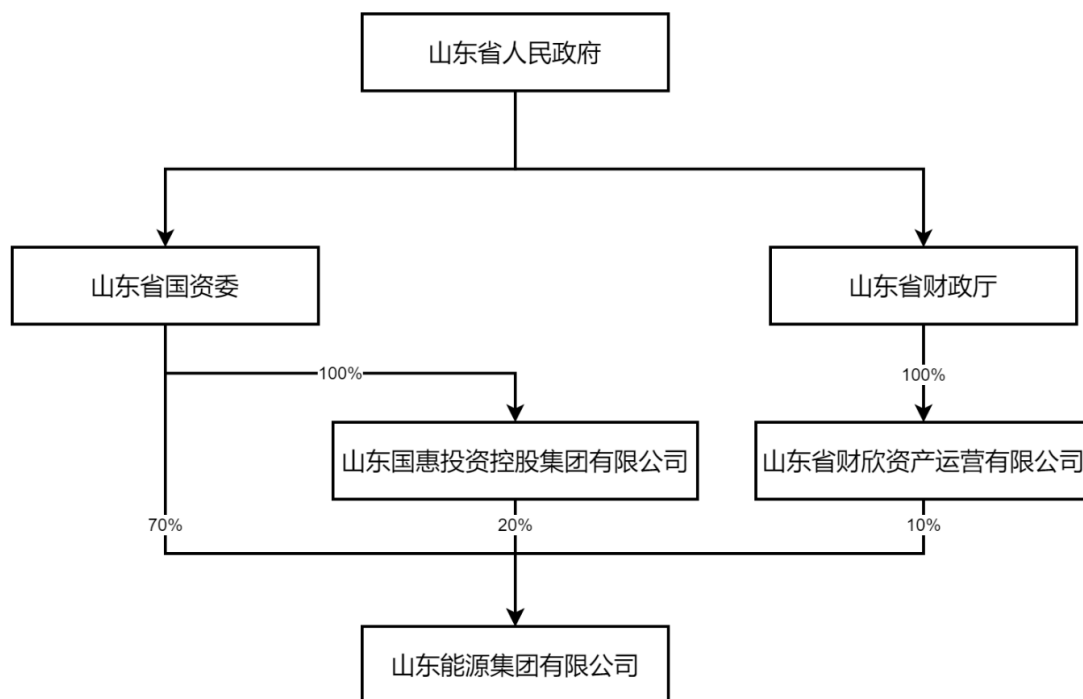 山东省人民政府
山东省国资委
山东省财政厅
100%
100%
山东国惠投资控股集团有限公司
山东省财欣资产运营有限公司
70%
20%
10%
山东能源集团有限公司